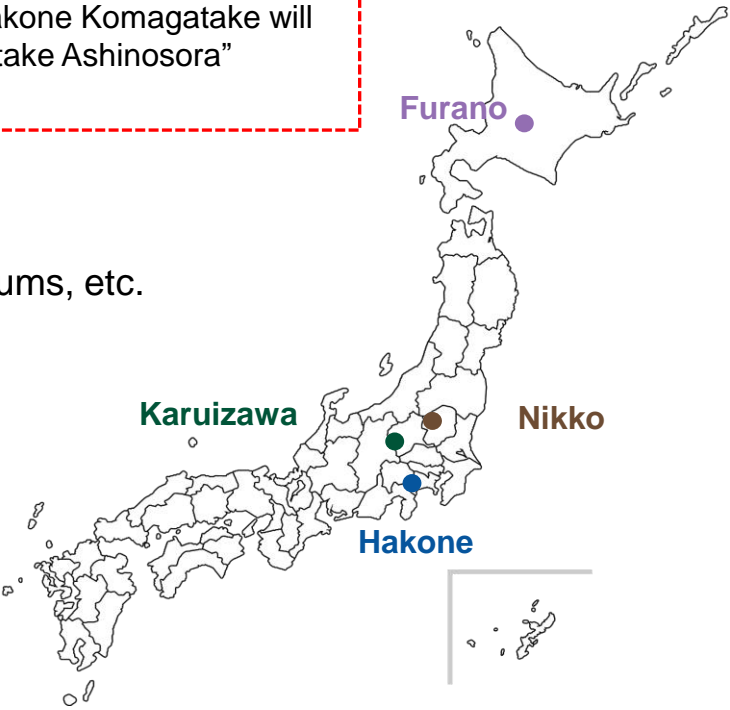 akone Komagatake will
take Ashinosora”
Furano
ums, etc.
Karuizawa
Nikko
Hakone